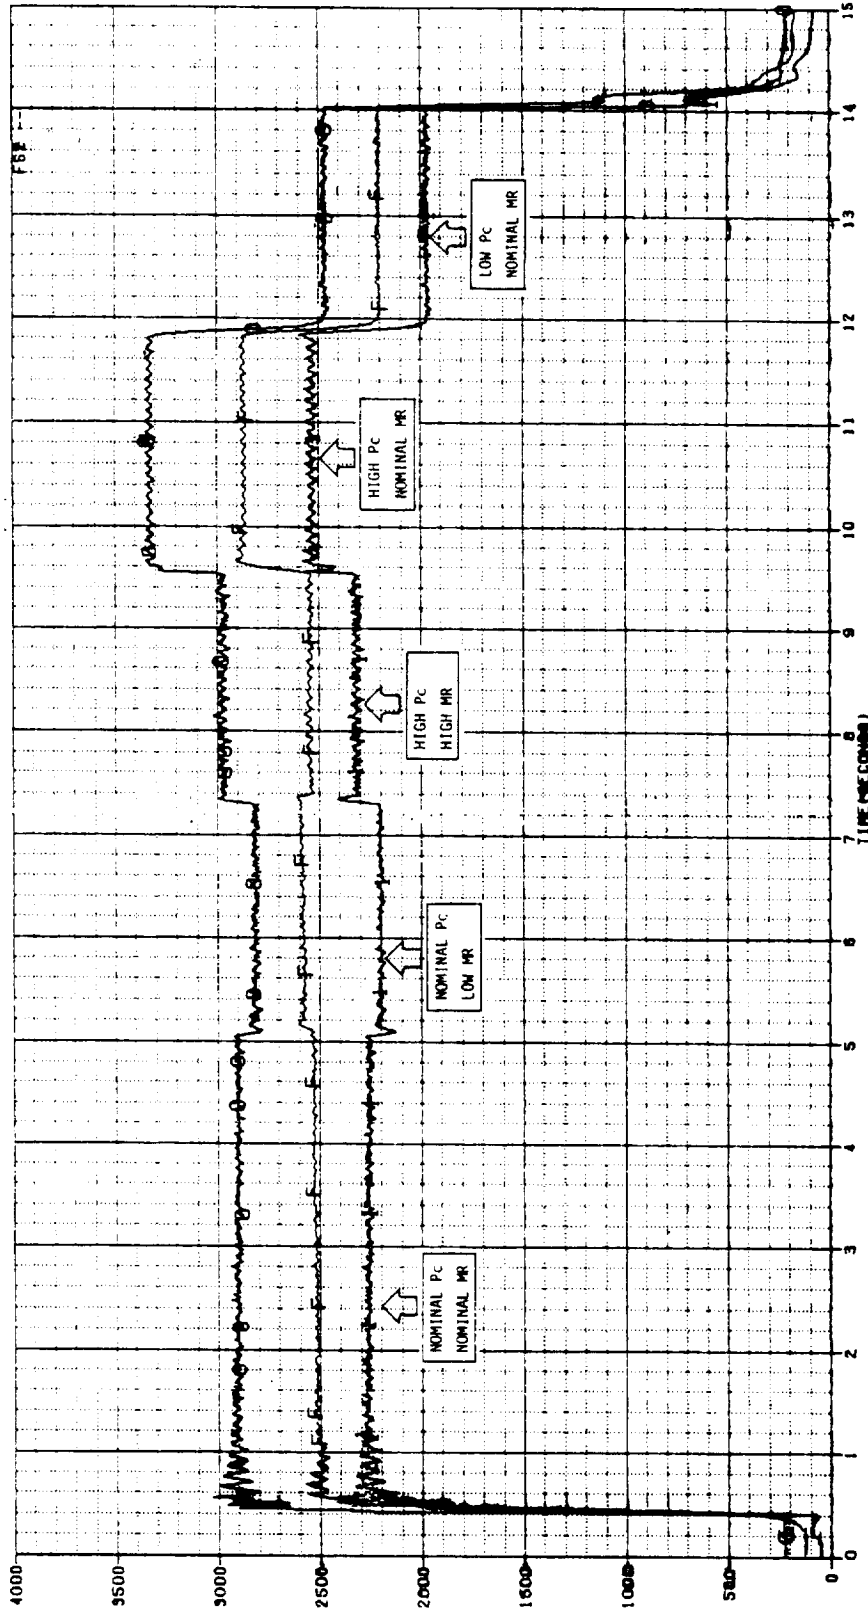 4000
3500
3000
2500
2000
1500
1000
500
0
NOMINAL Pc
NOMINAL MR
NOMINAL Pc
LOW MR
HIGH Pc
HIGH MR
HIGH Pc
NOMINAL MR
LOW Pc
NOMINAL MR
0 1 2 3 4 5 6 7 8 9 10 11 12 13 14 15